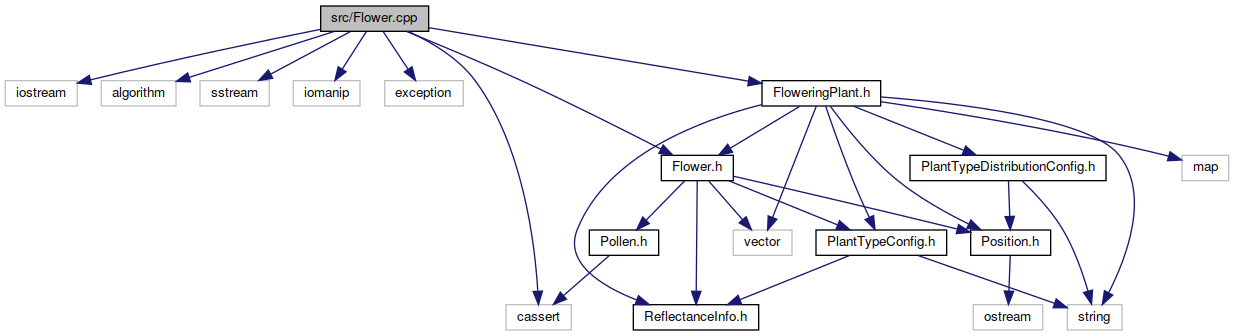 src/Flower.cpp
iostream
algorithm
sstream
iomanip
exception
FloweringPlant.h
Flower.h
PlantTypeDistributionConfig.h
map
Pollen.h
vector
PlantTypeConfig.h
Position.h
cassert
ReflectanceInfo.h
ostream
string